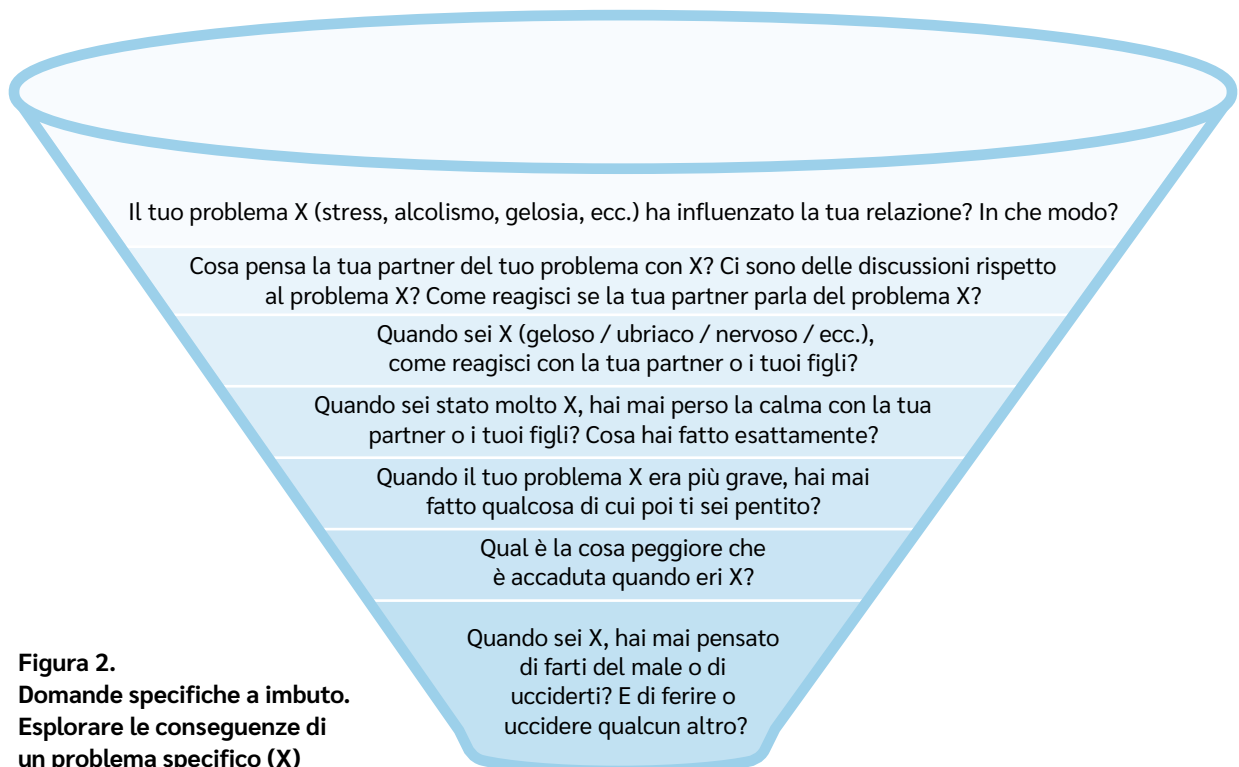 Il tuo problema X (stress, alcolismo, gelosia, ecc.) ha influenzato la tua relazione? In che modo?
Cosa pensa la tua partner del tuo problema con X? Ci sono delle discussioni rispetto
al problema X? Come reagisci se la tua partner parla del problema X?
Quando sei X (geloso / ubriaco / nervoso / ecc.),
come reagisci con la tua partner o i tuoi figli?
Quando sei stato molto X, hai mai perso la calma con la tua
partner o i tuoi figli? Cosa hai fatto esattamente?
Quando il tuo problema X era più grave, hai mai
fatto qualcosa di cui poi ti sei pentito?
Qual è la cosa peggiore che
è accaduta quando eri X?
Quando sei X, hai mai pensato
di farti del male o di
ucciderti? E di ferire o
uccidere qualcun altro?
Figura 2.
Domande specifiche a imbuto.
Esplorare le conseguenze di
un problema specifico (X)